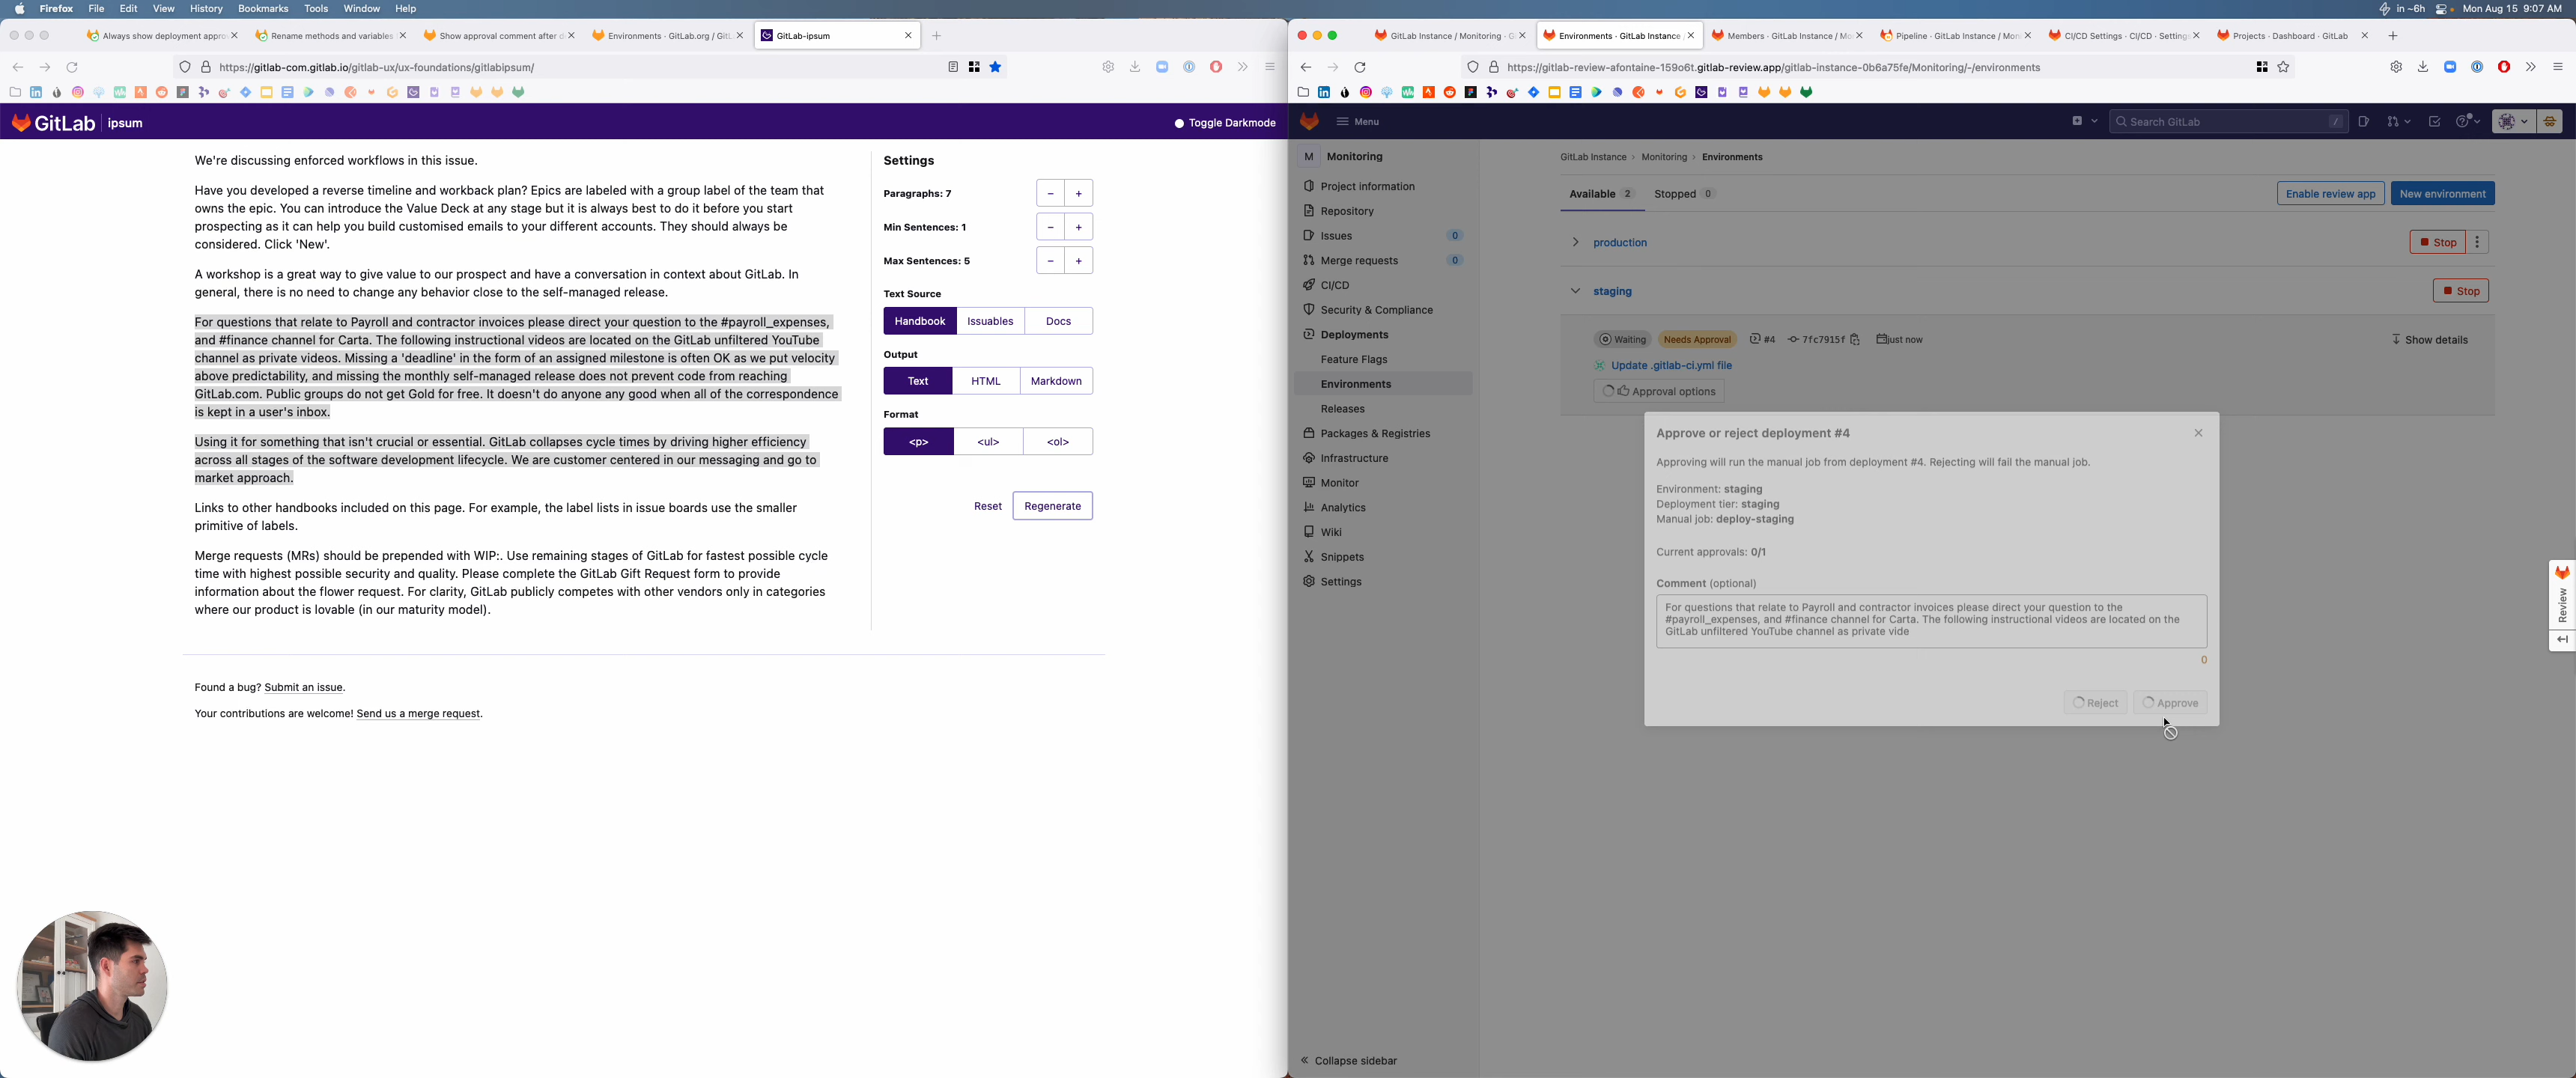 Firefox File Edit View History Bookmarks Tools Window Help
in ~6h Mon Aug 15 9:07 AM
Always show deployment appro
Rename methods and variables
Show approval comment after d
Environments · GitLab.org / GitL
GitLab-ipsum
https://gitlab-com.gitlab.io/gitlab-ux/ux-foundations/gitlabipsum/
GitLab ipsum
Toggle Darkmode
We're discussing enforced workflows in this issue.
Have you developed a reverse timeline and workback plan? Epics are labeled with a group label of the team that
owns the epic. You can introduce the Value Deck at any stage but it is always best to do it before you start
prospecting as it can help you build customised emails to your different accounts. They should always be
considered. Click 'New'.
A workshop is a great way to give value to our prospect and have a conversation in context about GitLab. In
general, there is no need to change any behavior close to the self-managed release.
For questions that relate to Payroll and contractor invoices please direct your question to the #payroll_expenses,
and #finance channel for Carta. The following instructional videos are located on the GitLab unfiltered YouTube
channel as private videos. Missing a 'deadline' in the form of an assigned milestone is often OK as we put velocity
above predictability, and missing the monthly self-managed release does not prevent code from reaching
GitLab.com. Public groups do not get Gold for free. It doesn't do anyone any good when all of the correspondence
is kept in a user's inbox.
Using it for something that isn't crucial or essential. GitLab collapses cycle times by driving higher efficiency
across all stages of the software development lifecycle. We are customer centered in our messaging and go to
market approach.
Links to other handbooks included on this page. For example, the label lists in issue boards use the smaller
primitive of labels.
Merge requests (MRs) should be prepended with WIP:. Use remaining stages of GitLab for fastest possible cycle
time with highest possible security and quality. Please complete the GitLab Gift Request form to provide
information about the flower request. For clarity, GitLab publicly competes with other vendors only in categories
where our product is lovable (in our maturity model).
Settings
Paragraphs: 7 − +
Min Sentences: 1 − +
Max Sentences: 5 − +
Text Source
Handbook Issuables Docs
Output
Text HTML Markdown
Format
<p> <ul> <ol>
Reset Regenerate
Found a bug? Submit an issue.
Your contributions are welcome! Send us a merge request.
GitLab Instance / Monitoring · G
Environments · GitLab Instance
Members · GitLab Instance / Mo
Pipeline · GitLab Instance / Mon
CI/CD Settings · CI/CD · Setting
Projects · Dashboard · GitLab
https://gitlab-review-afontaine-159o6t.gitlab-review.app/gitlab-instance-0b6a75fe/Monitoring/-/environments
Menu
Search GitLab /
M Monitoring
Project information
Repository
Issues 0
Merge requests 0
CI/CD
Security & Compliance
Deployments
Feature Flags
Environments
Releases
Packages & Registries
Infrastructure
Monitor
Analytics
Wiki
Snippets
Settings
Collapse sidebar
GitLab Instance › Monitoring › Environments
Available 2 Stopped 0
Enable review app New environment
production Stop
staging Stop
Waiting Needs Approval #4 7fc7915f just now Show details
Update .gitlab-ci.yml file
Approval options
Approve or reject deployment #4
Approving will run the manual job from deployment #4. Rejecting will fail the manual job.
Environment: staging
Deployment tier: staging
Manual job: deploy-staging
Current approvals: 0/1
Comment (optional)
For questions that relate to Payroll and contractor invoices please direct your question to the
#payroll_expenses, and #finance channel for Carta. The following instructional videos are located on the
GitLab unfiltered YouTube channel as private vide
0
Reject Approve
Review